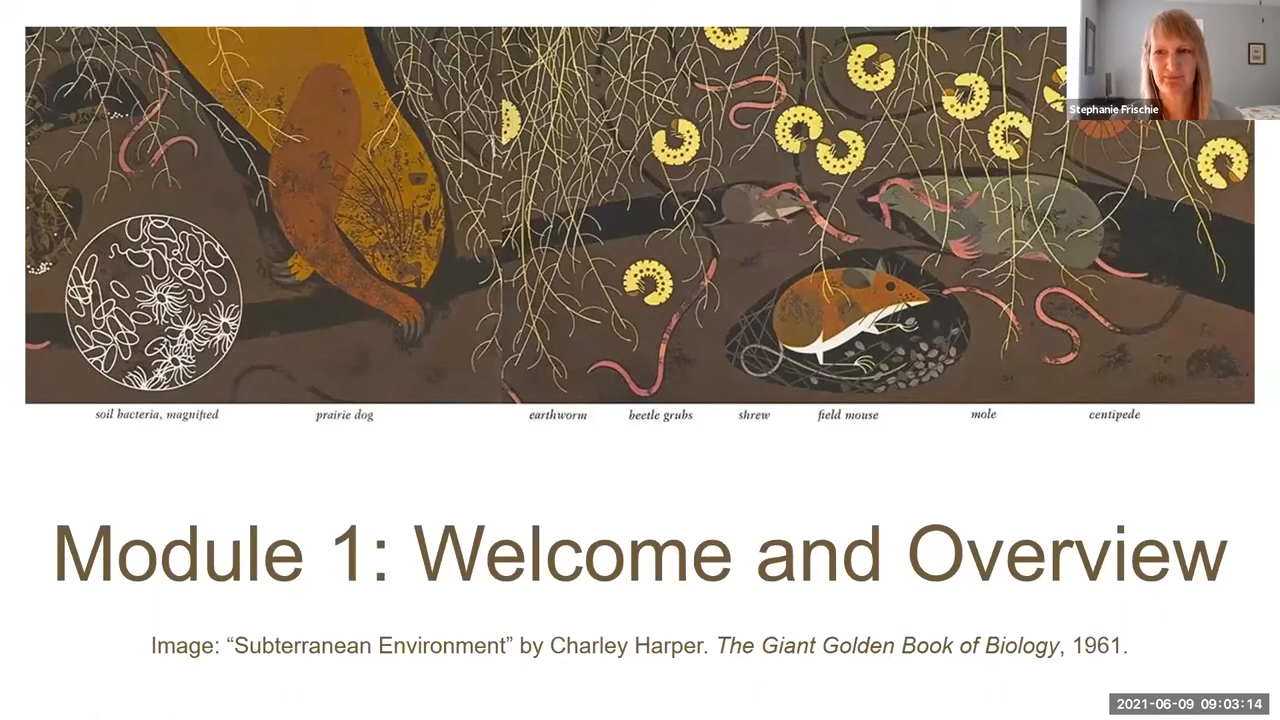 Stephanie Frischie
soil bacteria, magnified prairie dog earthworm beetle grubs shrew field mouse mole centipede
Module 1: Welcome and Overview
Image: “Subterranean Environment” by Charley Harper. The Giant Golden Book of Biology, 1961.
2021-06-09 09:03:14